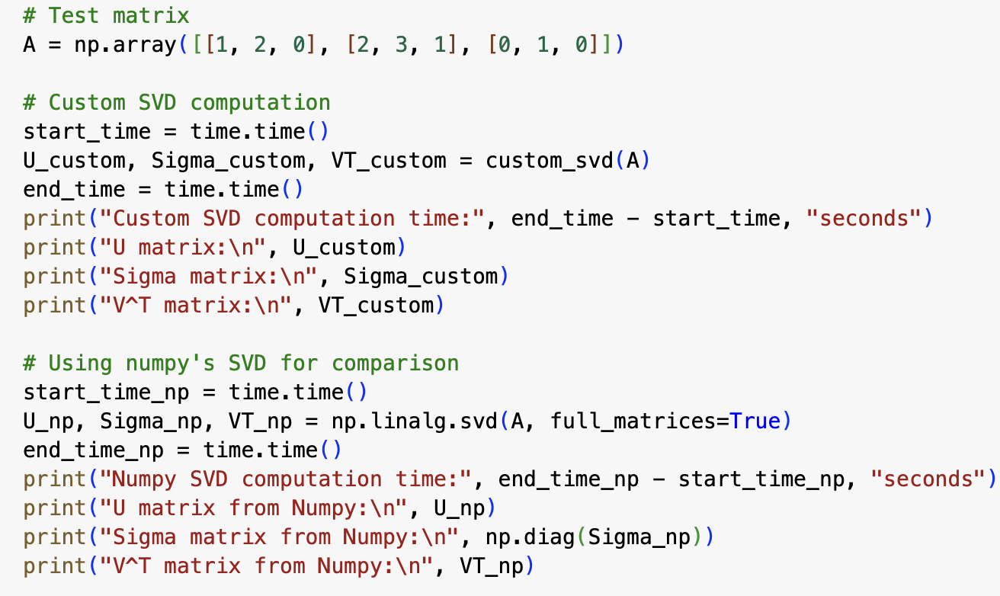 # Test matrix
A = np.array([[1, 2, 0], [2, 3, 1], [0, 1, 0]])
# Custom SVD computation
start_time = time.time()
U_custom, Sigma_custom, VT_custom = custom_svd(A)
end_time = time.time()
print("Custom SVD computation time:", end_time - start_time, "seconds")
print("U matrix:\n", U_custom)
print("Sigma matrix:\n", Sigma_custom)
print("V^T matrix:\n", VT_custom)
# Using numpy's SVD for comparison
start_time_np = time.time()
U_np, Sigma_np, VT_np = np.linalg.svd(A, full_matrices=True)
end_time_np = time.time()
print("Numpy SVD computation time:", end_time_np - start_time_np, "seconds")
print("U matrix from Numpy:\n", U_np)
print("Sigma matrix from Numpy:\n", np.diag(Sigma_np))
print("V^T matrix from Numpy:\n", VT_np)